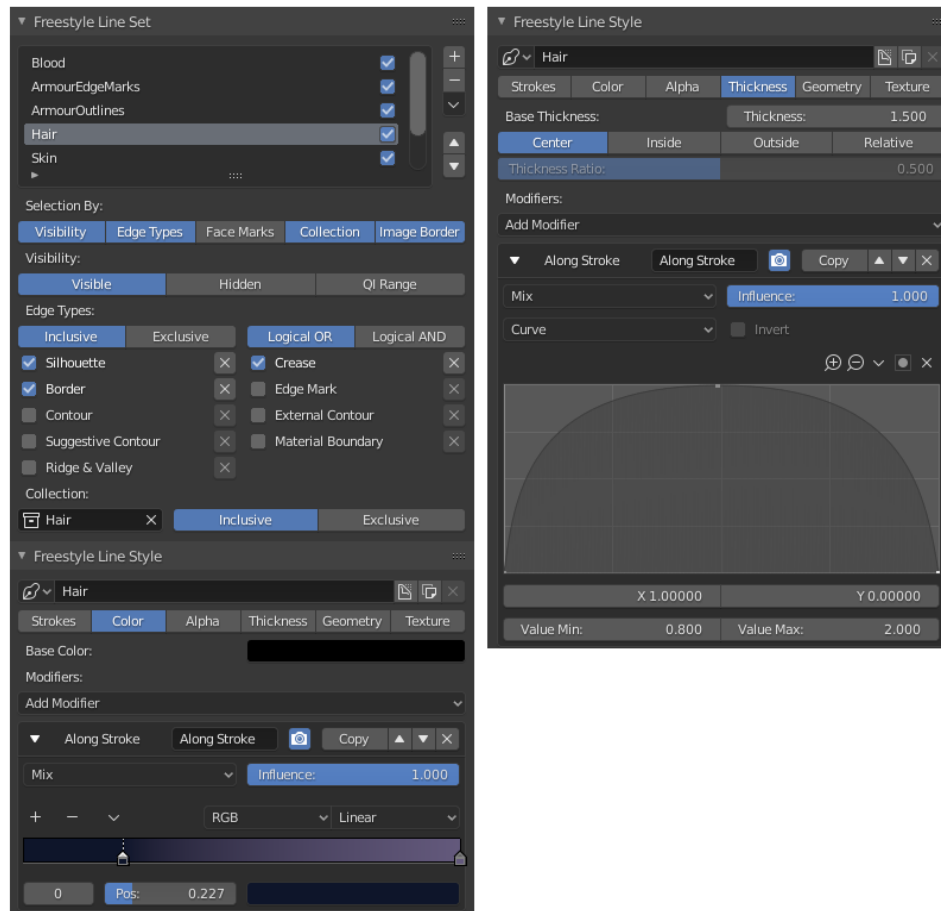 Freestyle Line Set
Blood
ArmourEdgeMarks
ArmourOutlines
Hair
Skin
Selection By:
Visibility Edge Types Face Marks Collection Image Border
Visibility:
Visible Hidden QI Range
Edge Types:
Inclusive Exclusive Logical OR Logical AND
Silhouette Crease
Border Edge Mark
Contour External Contour
Suggestive Contour Material Boundary
Ridge & Valley
Collection:
Hair Inclusive Exclusive
Freestyle Line Style
Hair
Strokes Color Alpha Thickness Geometry Texture
Base Color:
Modifiers:
Add Modifier
Along Stroke Along Stroke Copy
Mix Influence: 1.000
RGB Linear
0 Pos: 0.227
Freestyle Line Style
Hair
Strokes Color Alpha Thickness Geometry Texture
Base Thickness: Thickness: 1.500
Center Inside Outside Relative
Thickness Ratio: 0.500
Modifiers:
Add Modifier
Along Stroke Along Stroke Copy
Mix Influence: 1.000
Curve Invert
X 1.00000 Y 0.00000
Value Min: 0.800 Value Max: 2.000